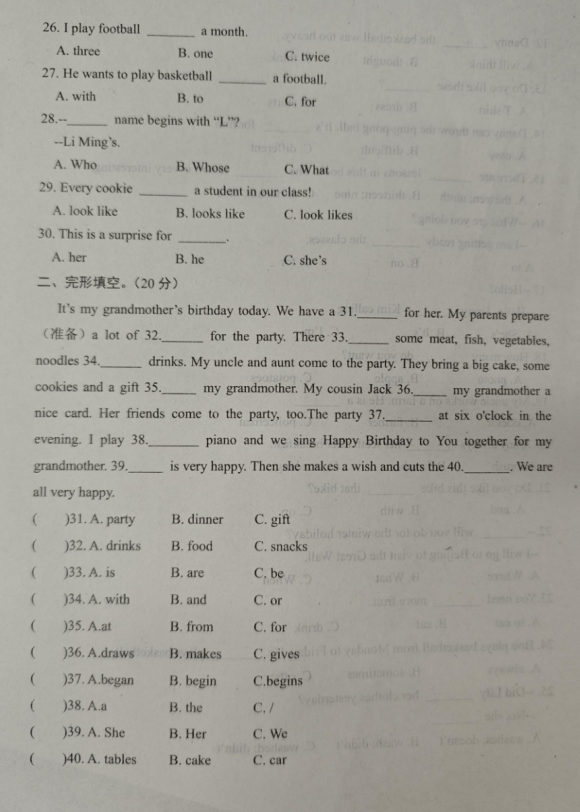 26. I play football _______ a month.
A. three B. one C. twice
27. He wants to play basketball _______ a football.
A. with B. to C. for
28.--______ name begins with “L”?
--Li Ming’s.
A. Who B. Whose C. What
29. Every cookie _______ a student in our class!
A. look like B. looks like C. look likes
30. This is a surprise for _______.
A. her B. he C. she’s
二、完形填空。(20 分)
It’s my grandmother’s birthday today. We have a 31.______ for her. My parents prepare
（准备）a lot of 32.______ for the party. There 33.______ some meat, fish, vegetables,
noodles 34.______ drinks. My uncle and aunt come to the party. They bring a big cake, some
cookies and a gift 35._____ my grandmother. My cousin Jack 36._____ my grandmother a
nice card. Her friends come to the party, too.The party 37.________ at six o'clock in the
evening. I play 38.________ piano and we sing Happy Birthday to You together for my
grandmother. 39._____ is very happy. Then she makes a wish and cuts the 40.______. We are
all very happy.
( )31. A. party B. dinner C. gift
( )32. A. drinks B. food C. snacks
( )33. A. is B. are C. be
( )34. A. with B. and C. or
( )35. A.at B. from C. for
( )36. A.draws B. makes C. gives
( )37. A.began B. begin C.begins
( )38. A.a B. the C. /
( )39. A. She B. Her C. We
( )40. A. tables B. cake C. car